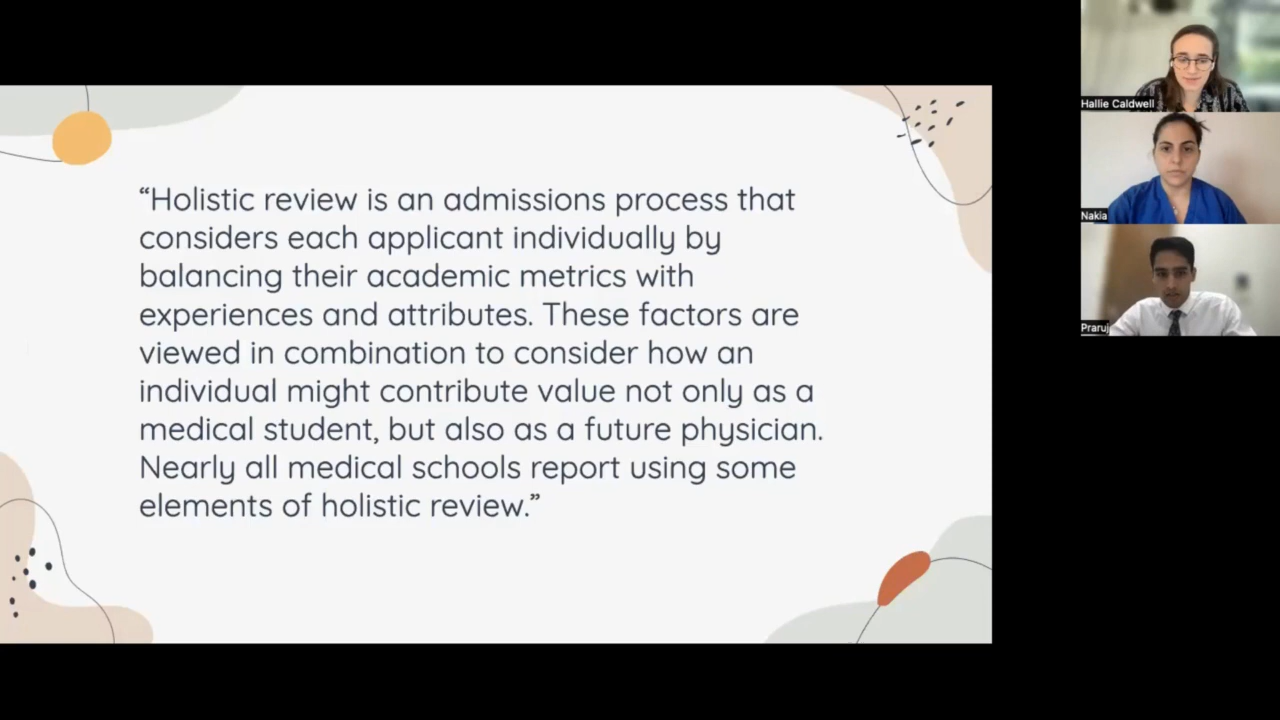 “Holistic review is an admissions process that
considers each applicant individually by
balancing their academic metrics with
experiences and attributes. These factors are
viewed in combination to consider how an
individual might contribute value not only as a
medical student, but also as a future physician.
Nearly all medical schools report using some
elements of holistic review.”
Hallie Caldwell
Nakia
Praruj